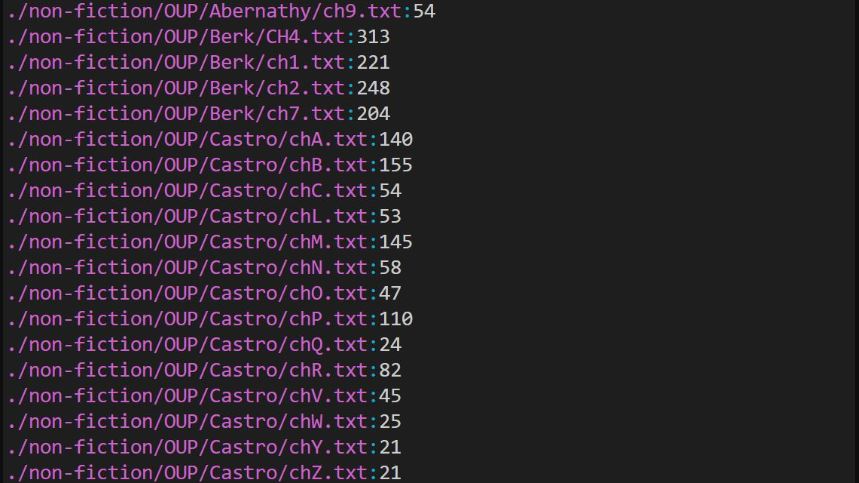 ./non-fiction/OUP/Abernathy/ch9.txt:54
./non-fiction/OUP/Berk/CH4.txt:313
./non-fiction/OUP/Berk/ch1.txt:221
./non-fiction/OUP/Berk/ch2.txt:248
./non-fiction/OUP/Berk/ch7.txt:204
./non-fiction/OUP/Castro/chA.txt:140
./non-fiction/OUP/Castro/chB.txt:155
./non-fiction/OUP/Castro/chC.txt:54
./non-fiction/OUP/Castro/chL.txt:53
./non-fiction/OUP/Castro/chM.txt:145
./non-fiction/OUP/Castro/chN.txt:58
./non-fiction/OUP/Castro/chO.txt:47
./non-fiction/OUP/Castro/chP.txt:110
./non-fiction/OUP/Castro/chQ.txt:24
./non-fiction/OUP/Castro/chR.txt:82
./non-fiction/OUP/Castro/chV.txt:45
./non-fiction/OUP/Castro/chW.txt:25
./non-fiction/OUP/Castro/chY.txt:21
./non-fiction/OUP/Castro/chZ.txt:21